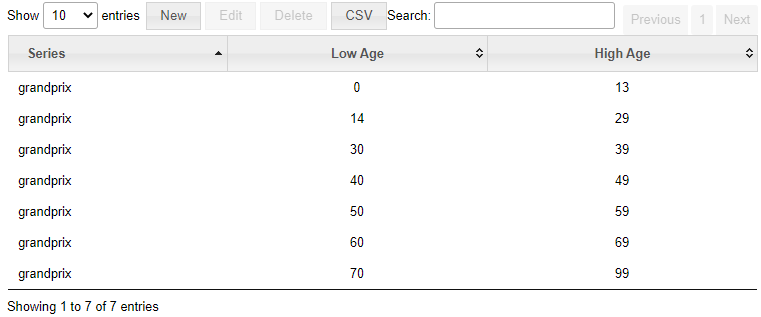 Show 10 entries New Edit Delete CSV Search: Previous 1 Next
Series Low Age High Age
grandprix 0 13
grandprix 14 29
grandprix 30 39
grandprix 40 49
grandprix 50 59
grandprix 60 69
grandprix 70 99
Showing 1 to 7 of 7 entries